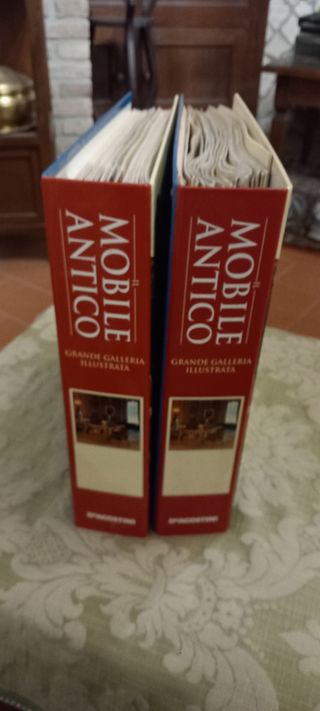 IL
MOBILE
ANTICO
GRANDE GALLERIA
ILLUSTRATA
DEAGOSTINI
IL
MOBILE
ANTICO
GRANDE GALLERIA
ILLUSTRATA
DEAGOSTINI